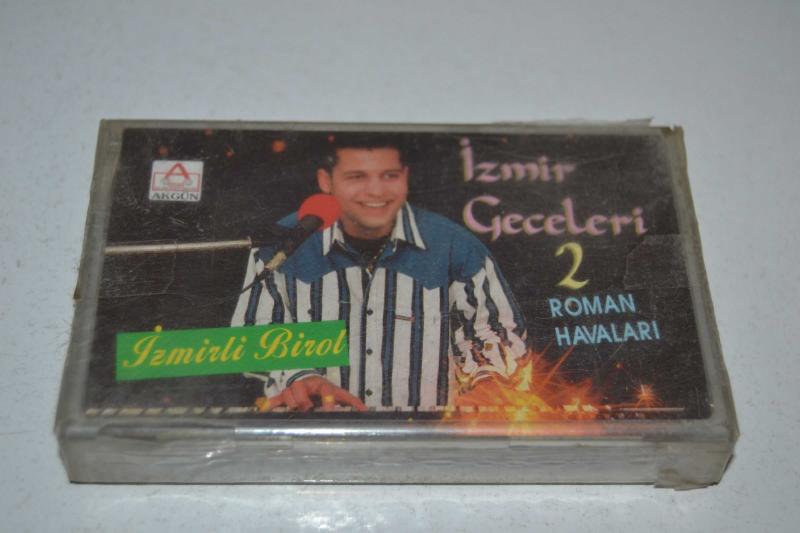 AKGÜN
İzmir
Geceleri
2
ROMAN
HAVALARI
İzmirli Birol